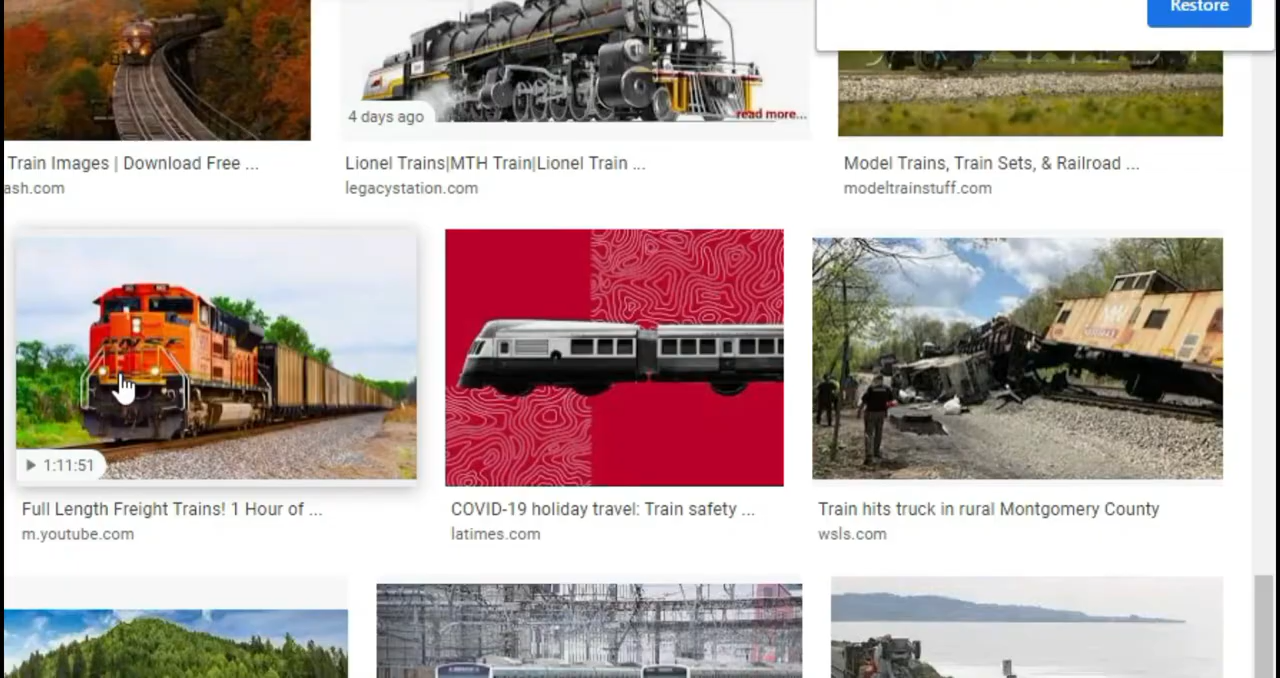 Restore
4 days ago
read more...
Train Images | Download Free ...
ash.com
Lionel Trains|MTH Train|Lionel Train ...
legacystation.com
Model Trains, Train Sets, & Railroad ...
modeltrainstuff.com
BNSF
1:11:51
Full Length Freight Trains! 1 Hour of ...
m.youtube.com
COVID-19 holiday travel: Train safety ...
latimes.com
Train hits truck in rural Montgomery County
wsls.com